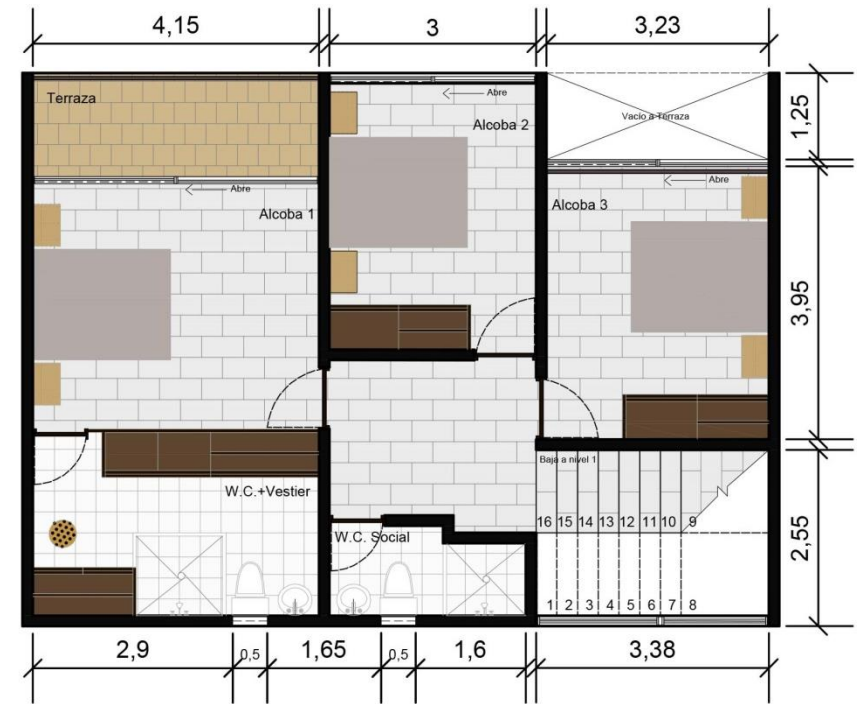 4,15
3
3,23
Terraza
Abre
Alcoba 2
Vacio a Terraza
1,25
Abre
Abre
Alcoba 1
Alcoba 3
3,95
Baja a nivel 1
W.C.+Vestier
16 15 14 13 12 11 10 9
W.C. Social
2,55
1 2 3 4 5 6 7 8
2,9
0,5
1,65
0,5
1,6
3,38